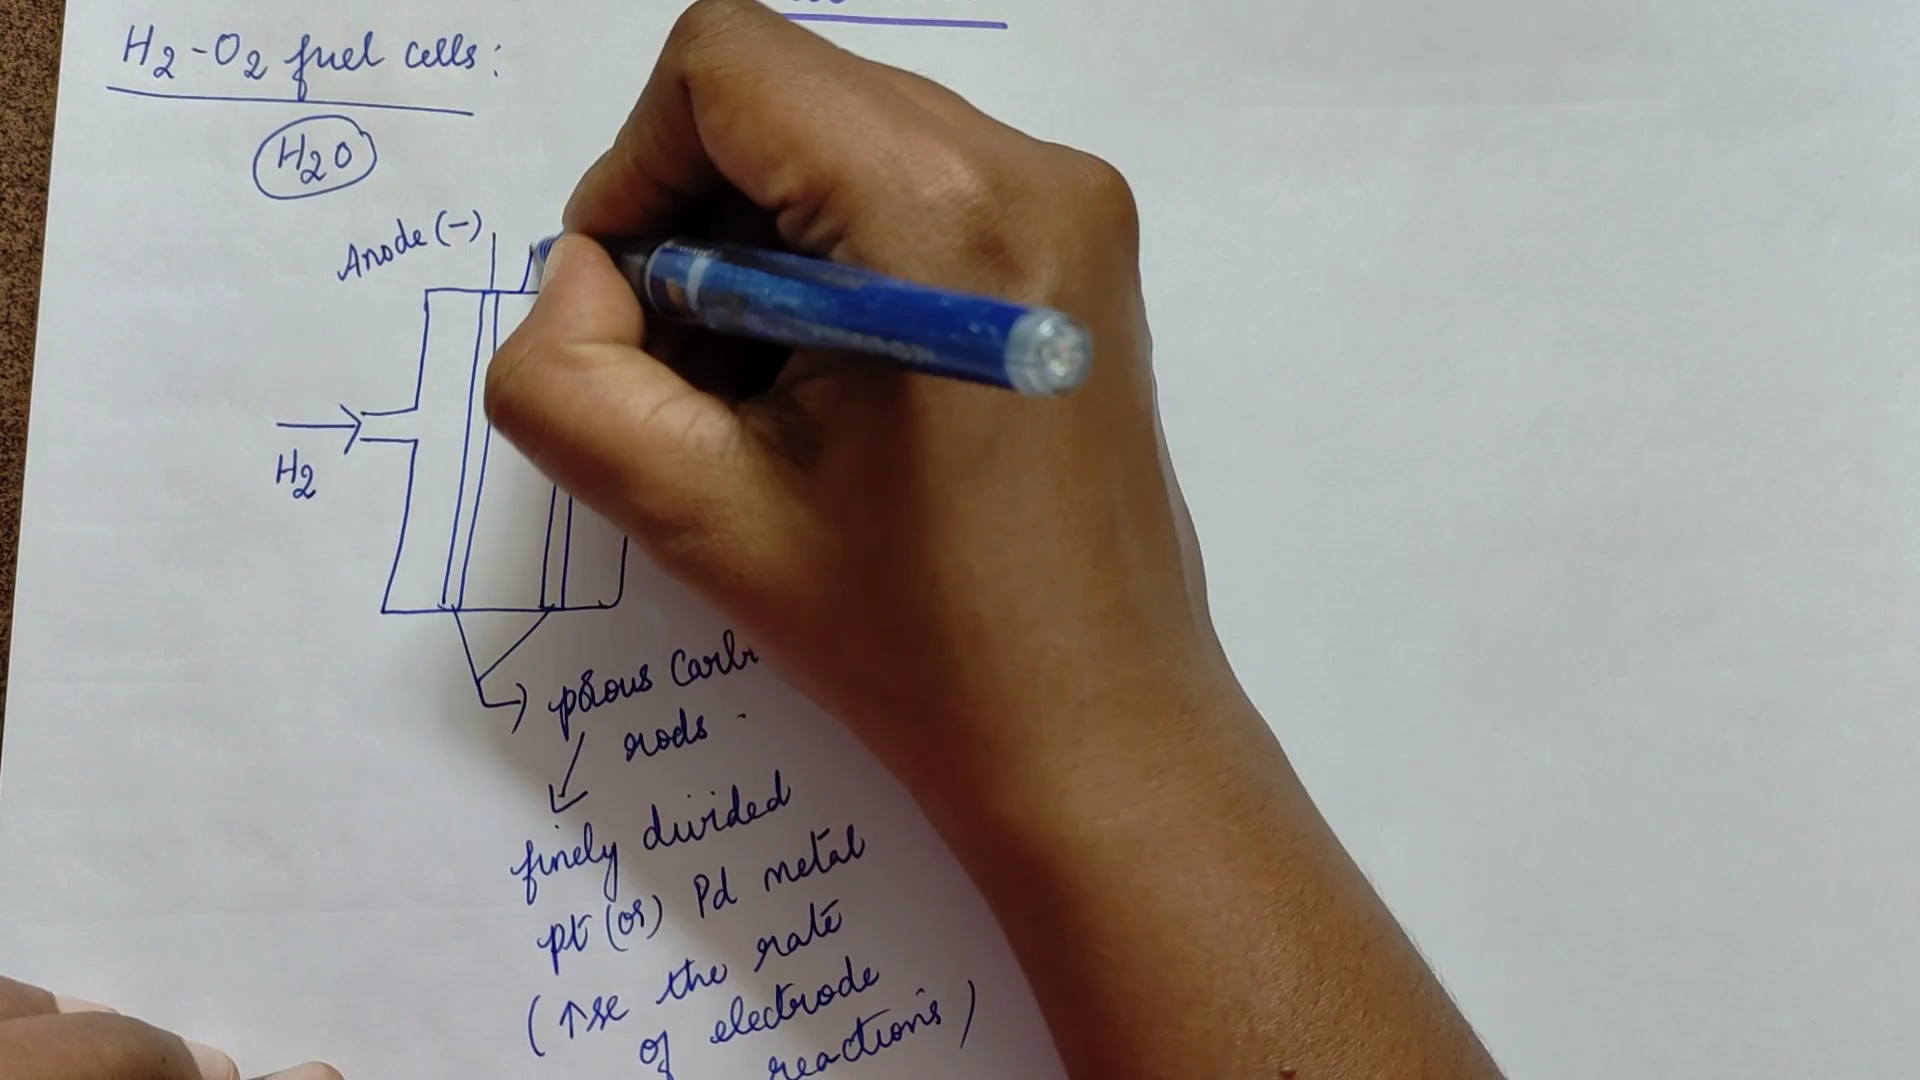 H2-O2 fuel cells:
H2O
Anode (-)
H2
porous Carb
rods.
finely divided
pt (or) Pd metal
(↑se the rate
of electrode
reactions)